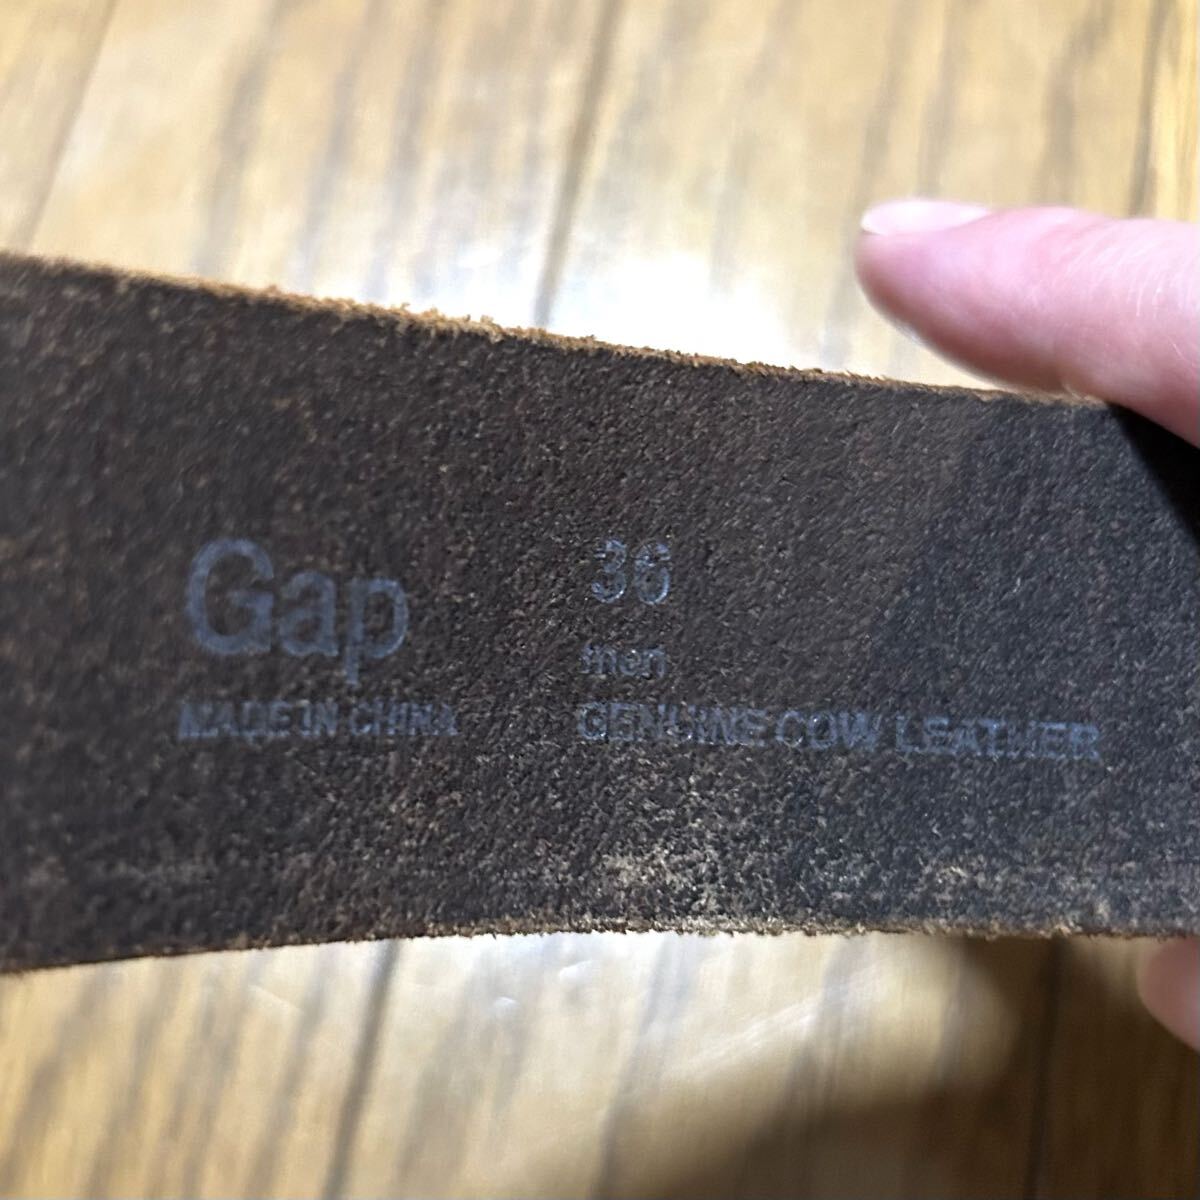 Gap
MADE IN CHINA
36
men
GENUINE COW LEATHER